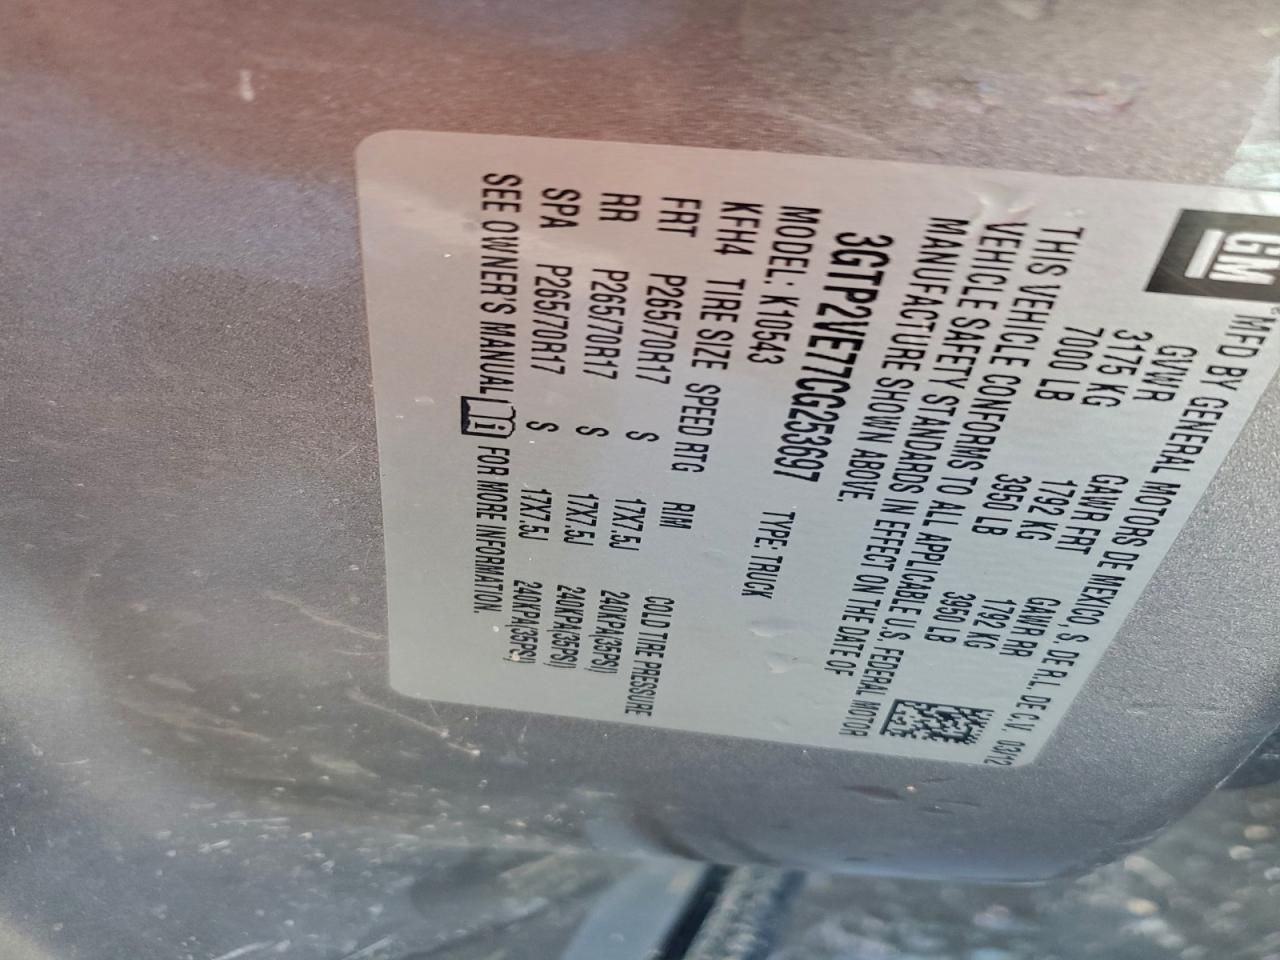 GM
® MFD BY GENERAL MOTORS DE MEXICO, S. DE R.L. DE C.V. 03/12
GVWR GAWR FRT GAWR RR
3175 KG 1792 KG 1792 KG
7000 LB 3950 LB 3950 LB
THIS VEHICLE CONFORMS TO ALL APPLICABLE U.S. FEDERAL MOTOR
VEHICLE SAFETY STANDARDS IN EFFECT ON THE DATE OF
MANUFACTURE SHOWN ABOVE.
3GTP2VE77CG253697
MODEL: K10543 TYPE: TRUCK
KFH4 TIRE SIZE SPEED RTG RIM COLD TIRE PRESSURE
FRT P265/70R17 S 17X7.5J 240KPA(35PSI)
RR P265/70R17 S 17X7.5J 240KPA(35PSI)
SPA P265/70R17 S 17X7.5J 240KPA(35PSI)
SEE OWNER'S MANUAL i FOR MORE INFORMATION.